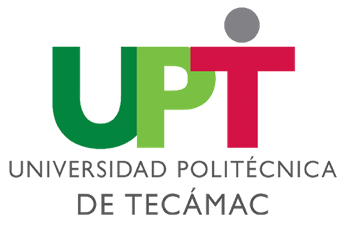 UPT
UNIVERSIDAD POLITÉCNICA
DE TECÁMAC